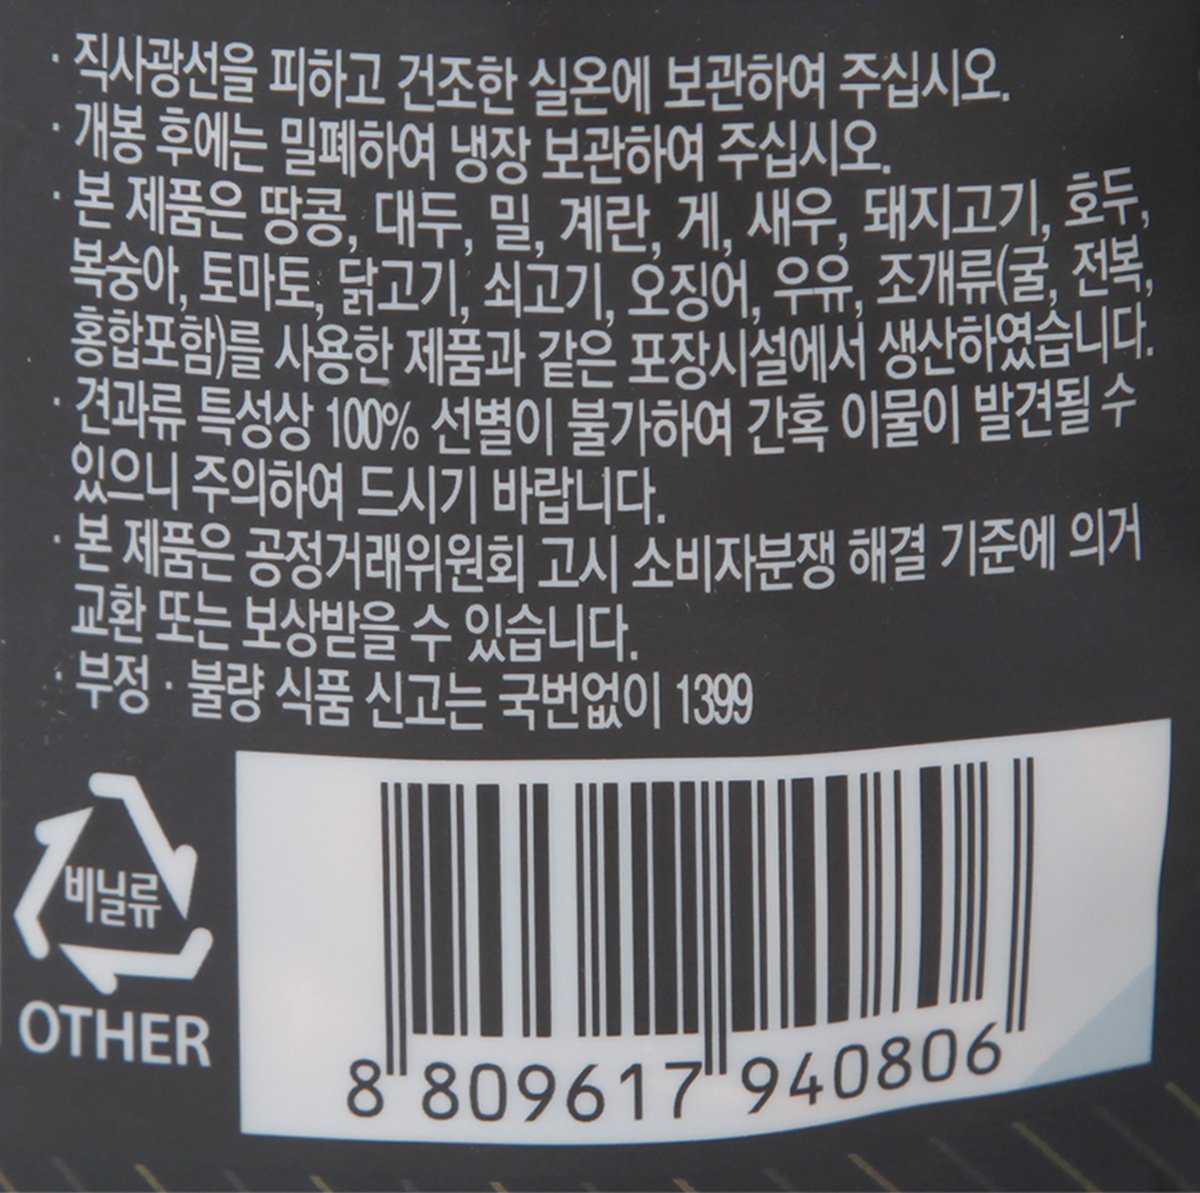 · 직사광선을 피하고 건조한 실온에 보관하여 주십시오.
· 개봉 후에는 밀폐하여 냉장 보관하여 주십시오.
· 본 제품은 땅콩, 대두, 밀, 계란, 게, 새우, 돼지고기, 호두,
복숭아, 토마토, 닭고기, 쇠고기, 오징어, 우유, 조개류(굴, 전복,
홍합포함)를 사용한 제품과 같은 포장시설에서 생산하였습니다.
· 견과류 특성상 100% 선별이 불가하여 간혹 이물이 발견될 수
있으니 주의하여 드시기 바랍니다.
· 본 제품은 공정거래위원회 고시 소비자분쟁 해결 기준에 의거
교환 또는 보상받을 수 있습니다.
· 부정 · 불량 식품 신고는 국번없이 1399
비닐류
OTHER
8 809617 940806